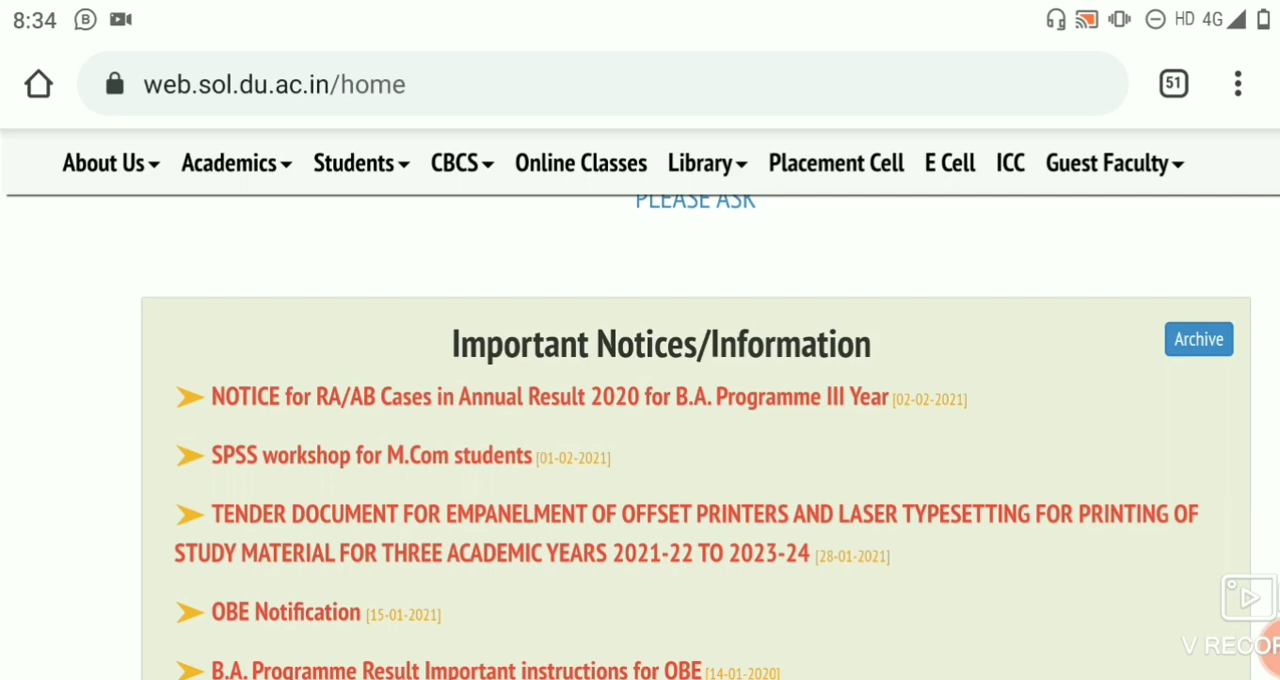 8:34 B HD 4G
web.sol.du.ac.in/home 51
About Us Academics Students CBCS Online Classes Library Placement Cell E Cell ICC Guest Faculty
PLEASE ASK
Important Notices/Information Archive
NOTICE for RA/AB Cases in Annual Result 2020 for B.A. Programme III Year [02-02-2021]
SPSS workshop for M.Com students [01-02-2021]
TENDER DOCUMENT FOR EMPANELMENT OF OFFSET PRINTERS AND LASER TYPESETTING FOR PRINTING OF
STUDY MATERIAL FOR THREE ACADEMIC YEARS 2021-22 TO 2023-24 [28-01-2021]
OBE Notification [15-01-2021]
V RECOR
B.A. Programme Result Important instructions for OBE [14-01-2020]